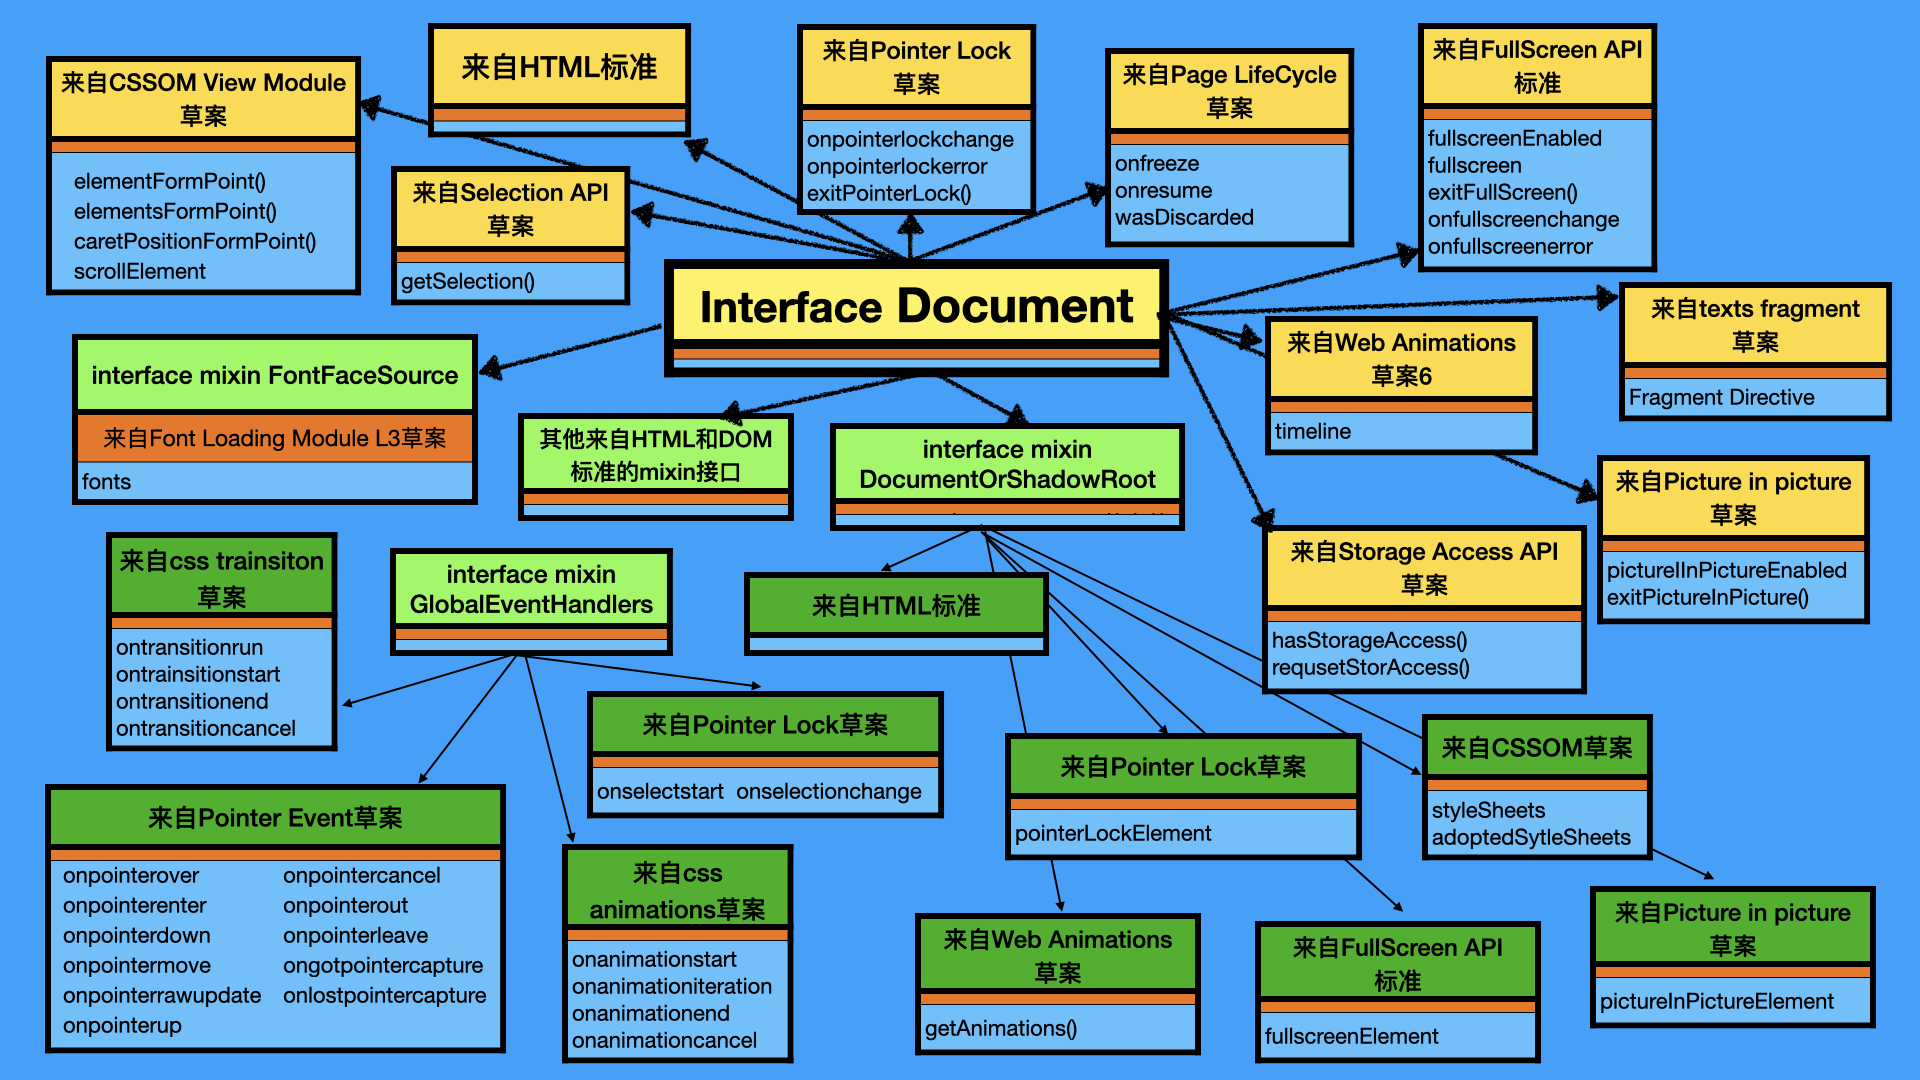 来自CSSOM View Module
草案
elementFormPoint()
elementsFormPoint()
caretPositionFormPoint()
scrollElement
来自HTML标准
来自Selection API
草案
getSelection()
来自Pointer Lock
草案
onpointerlockchange
onpointerlockerror
exitPointerLock()
来自Page LifeCycle
草案
onfreeze
onresume
wasDiscarded
来自FullScreen API
标准
fullscreenEnabled
fullscreen
exitFullScreen()
onfullscreenchange
onfullscreenerror
Interface Document
来自texts fragment
草案
Fragment Directive
来自Web Animations
草案6
timeline
interface mixin FontFaceSource
来自Font Loading Module L3草案
fonts
其他来自HTML和DOM
标准的mixin接口
interface mixin
DocumentOrShadowRoot
来自Picture in picture
草案
pictureIInPictureEnabled
exitPictureInPicture()
来自Storage Access API
草案
hasStorageAccess()
requsetStorAccess()
来自css trainsiton
草案
ontransitionrun
ontrainsitionstart
ontransitionend
ontransitioncancel
interface mixin
GlobalEventHandlers
来自HTML标准
来自Pointer Lock草案
onselectstart onselectionchange
来自Pointer Lock草案
pointerLockElement
来自CSSOM草案
styleSheets
adoptedSytleSheets
来自Pointer Event草案
onpointerover onpointercancel
onpointerenter onpointerout
onpointerdown onpointerleave
onpointermove ongotpointercapture
onpointerrawupdate onlostpointercapture
onpointerup
来自css
animations草案
onanimationstart
onanimationiteration
onanimationend
onanimationcancel
来自Web Animations
草案
getAnimations()
来自FullScreen API
标准
fullscreenElement
来自Picture in picture
草案
pictureInPictureElement